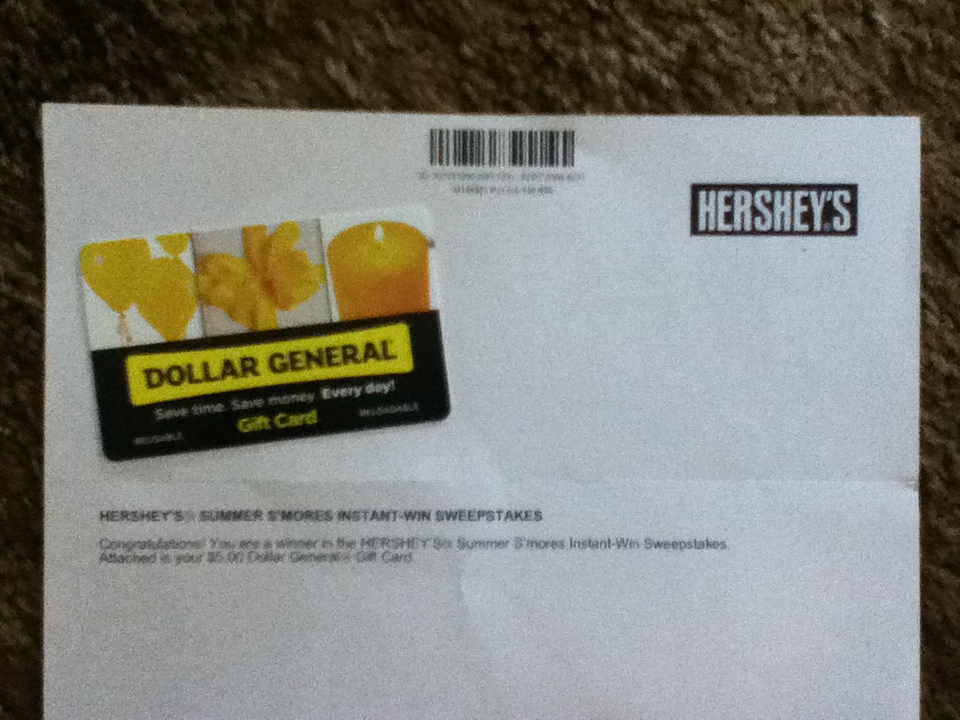 HERSHEY'S
DOLLAR GENERAL
Save time. Save money. Every day!
Gift Card
REUSABLE
RELOADABLE
HERSHEY'S® SUMMER S'MORES INSTANT-WIN SWEEPSTAKES
Congratulations! You are a winner in the HERSHEY'S® Summer S'mores Instant-Win Sweepstakes.
Attached is your $5.00 Dollar General® Gift Card.